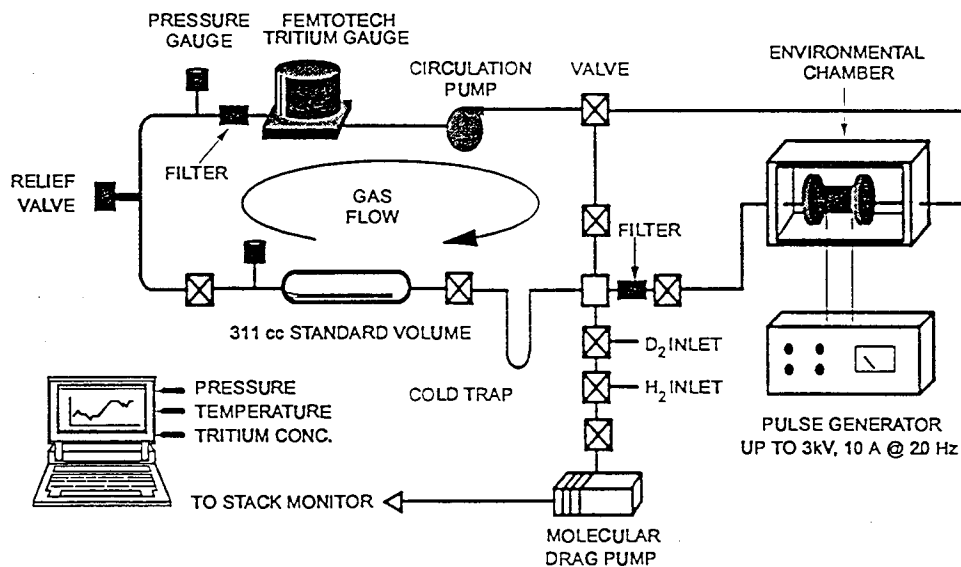 PRESSURE
GAUGE
FEMTOTECH
TRITIUM GAUGE
CIRCULATION
PUMP
VALVE
ENVIRONMENTAL
CHAMBER
FILTER
RELIEF
VALVE
GAS
FLOW
FILTER
311 cc STANDARD VOLUME
COLD TRAP
D2 INLET
H2 INLET
PRESSURE
TEMPERATURE
TRITIUM CONC.
PULSE GENERATOR
UP TO 3kV, 10 A @ 20 Hz
TO STACK MONITOR
MOLECULAR
DRAG PUMP